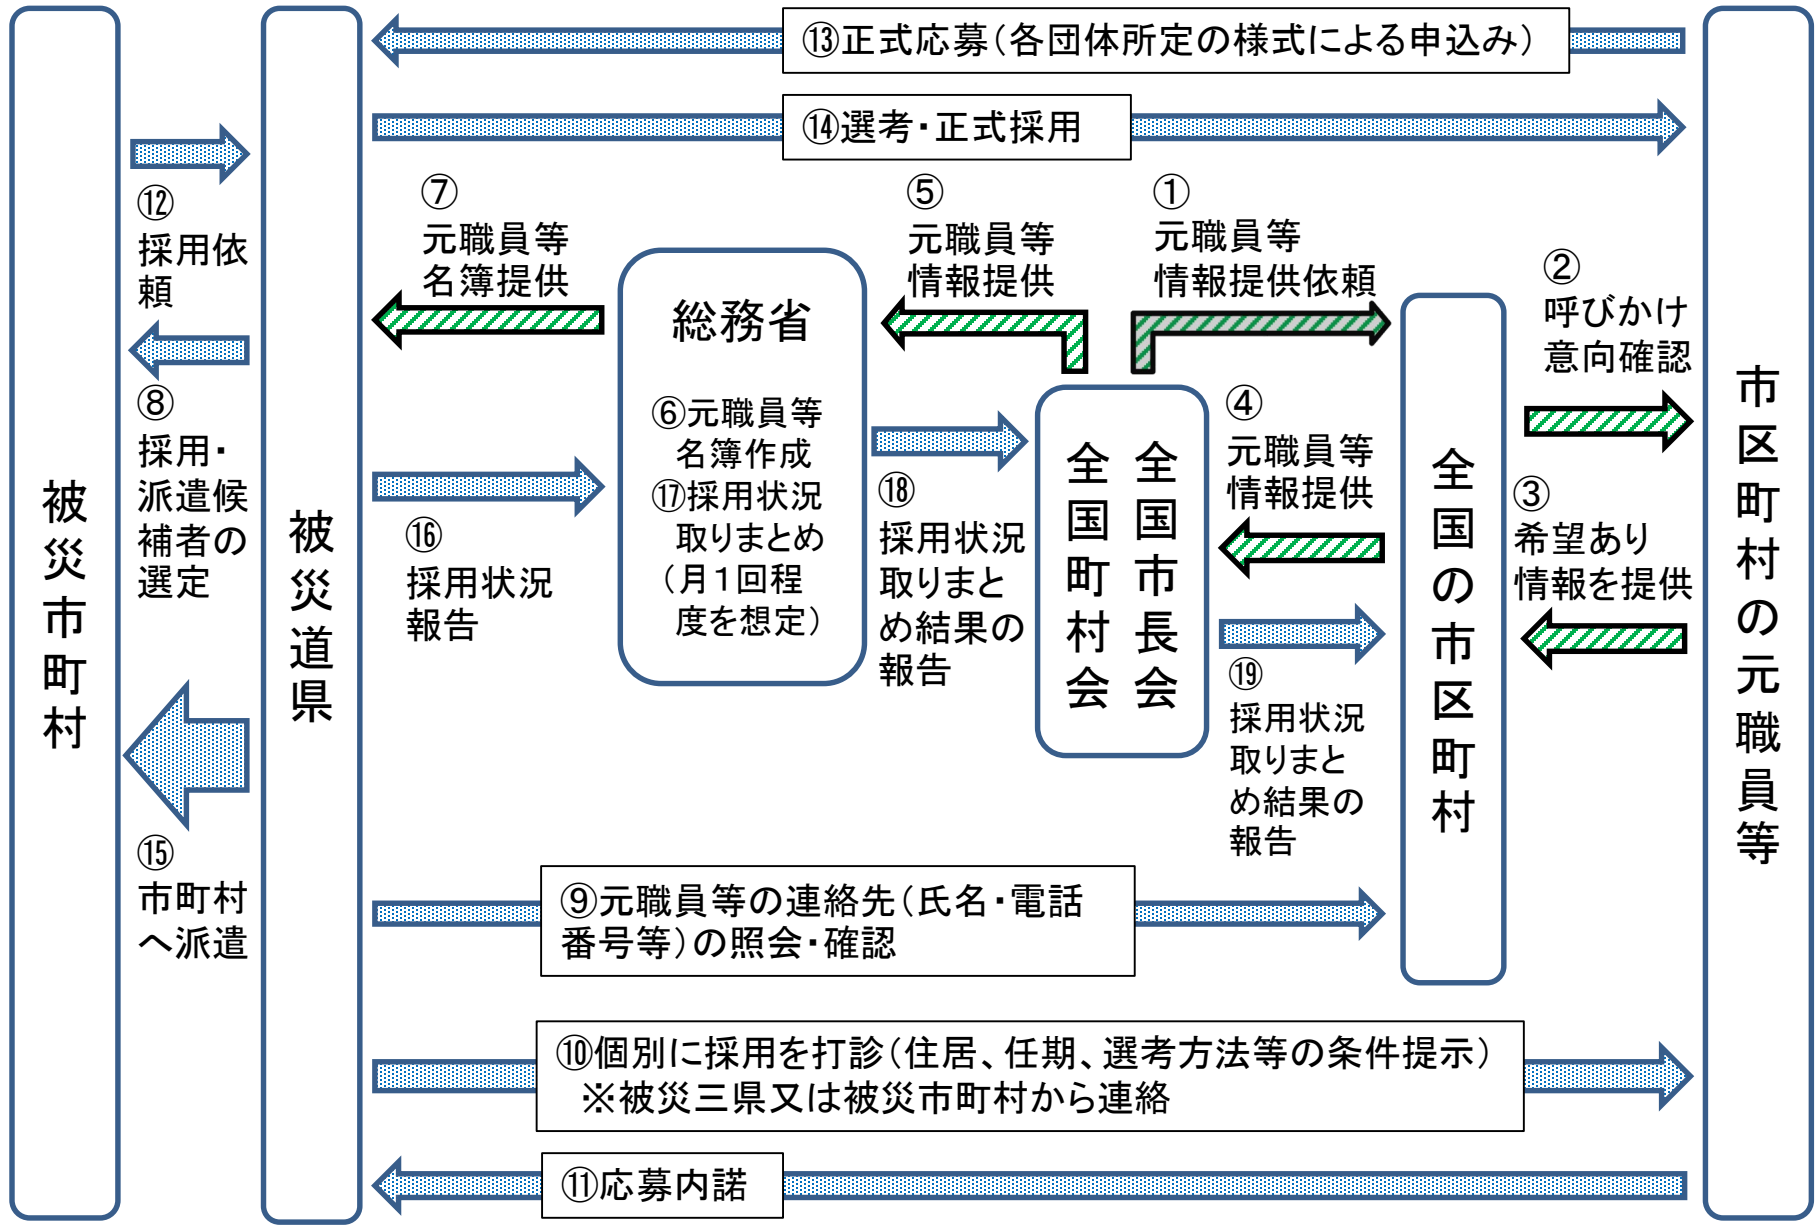 ⑬正式応募（各団体所定の様式による申込み）
⑭選考・正式採用
⑫
採用依
頼
⑧
採用・
派遣候
補者の
選定
⑮
市町村
へ派遣
被災市町村
被災道県
⑦
元職員等
名簿提供
⑯
採用状況
報告
総務省
⑥元職員等
名簿作成
⑰採用状況
取りまとめ
（月１回程
度を想定）
⑤
元職員等
情報提供
①
元職員等
情報提供依頼
⑱
採用状況
取りまと
め結果の
報告
全国市長会
全国町村会
④
元職員等
情報提供
⑲
採用状況
取りまと
め結果の
報告
全国の市区町村
②
呼びかけ
意向確認
③
希望あり
情報を提供
市区町村の元職員等
⑨元職員等の連絡先（氏名・電話
番号等）の照会・確認
⑩個別に採用を打診（住居、任期、選考方法等の条件提示）
※被災三県又は被災市町村から連絡
⑪応募内諾